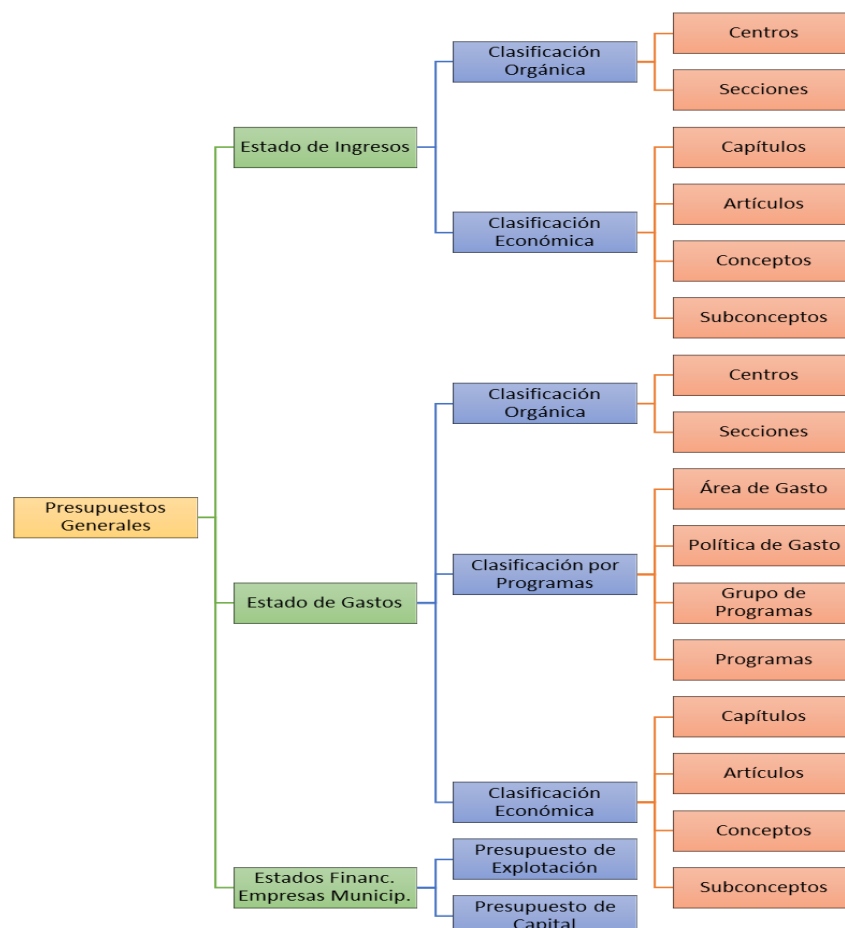 Centros
Clasificación
Orgánica
Secciones
Estado de Ingresos
Capítulos
Artículos
Clasificación
Económica
Conceptos
Subconceptos
Centros
Clasificación
Orgánica
Secciones
Presupuestos
Generales
Área de Gasto
Política de Gasto
Clasificación por
Programas
Estado de Gastos
Grupo de
Programas
Programas
Capítulos
Artículos
Clasificación
Económica
Conceptos
Subconceptos
Estados Financ.
Empresas Municip.
Presupuesto de
Explotación
Presupuesto de
Capital